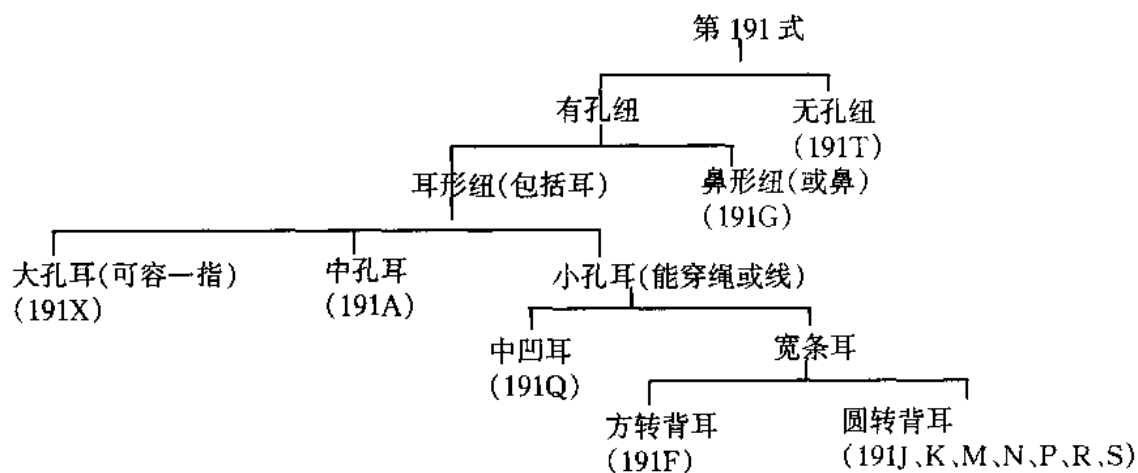 第 191 式
有孔纽
无孔纽
(191T)
耳形纽(包括耳)
鼻形纽(或鼻)
(191G)
大孔耳(可容一指)
(191X)
中孔耳
(191A)
小孔耳(能穿绳或线)
中凹耳
(191Q)
宽条耳
方转背耳
(191F)
圆转背耳
(191J、K、M、N、P、R、S)